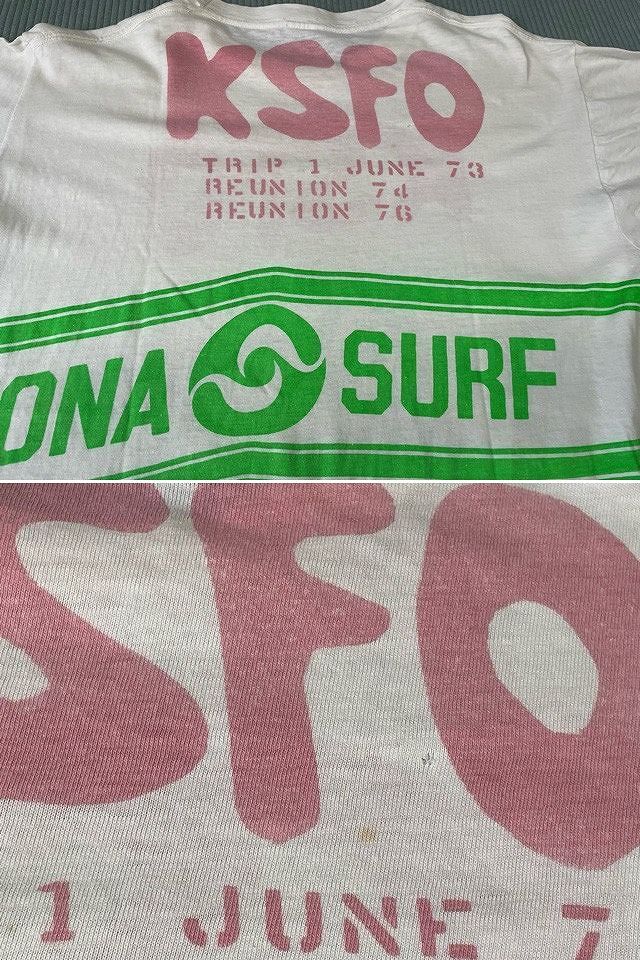 KSFO
TRIP 1 JUNE 73
REUNION 74
REUNION 76
ONA SURF
SFO
1 JUNE 7